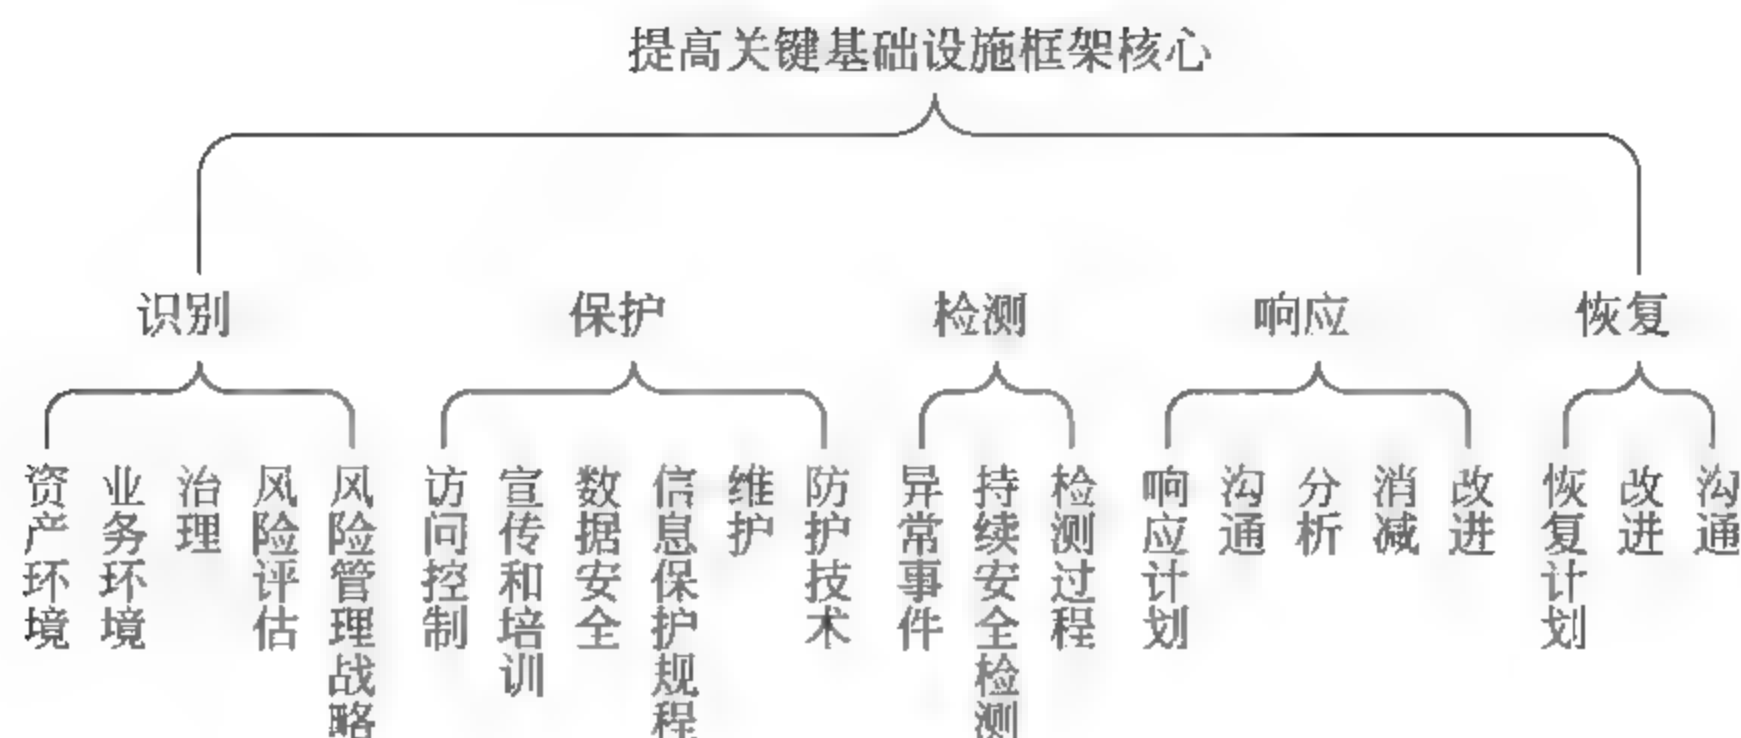 提高关键基础设施框架核心
识别
保护
检测
响应
恢复
资产环境
业务环境
治理
风险评估
风险管理战略
访问控制
宣传和培训
数据安全
信息保护规程
维护
防护技术
异常事件
持续安全检测
检测过程
响应计划
沟通
分析
消减
改进
恢复计划
改进
沟通